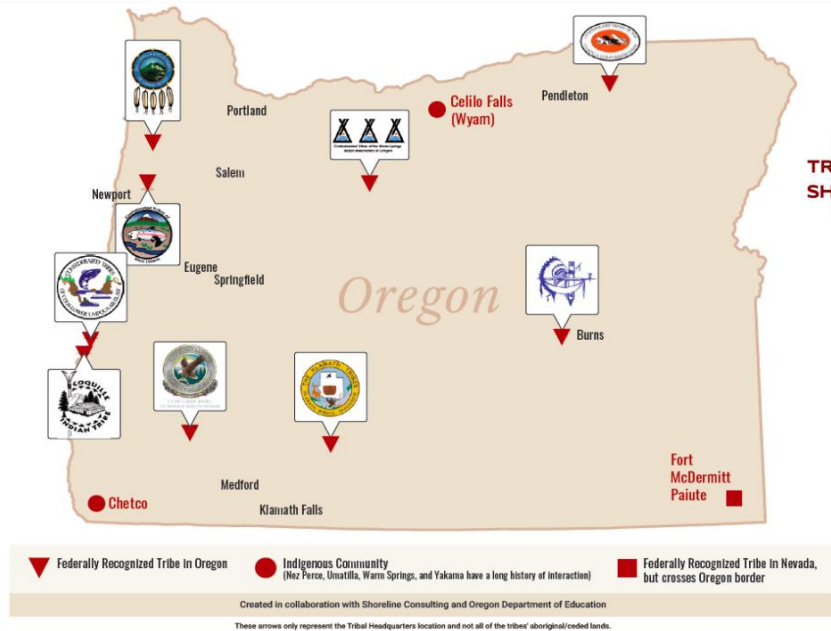 Portland
Celilo Falls
(Wyam)
Pendleton
Salem
Newport
Eugene
Springfield
Oregon
Burns
COQUILLE
INDIAN TRIBE
THE KLAMATH TRIBES
Medford
Klamath Falls
Chetco
Fort
McDermitt
Paiute
TR
SH
Federally Recognized Tribe in Oregon
Indigenous Community
(Nez Perce, Umatilla, Warm Springs, and Yakama have a long history of interaction)
Federally Recognized Tribe in Nevada,
but crosses Oregon border
Created in collaboration with Shoreline Consulting and Oregon Department of Education
These arrows only represent the Tribal Headquarters location and not all of the tribes' aboriginal/ceded lands.